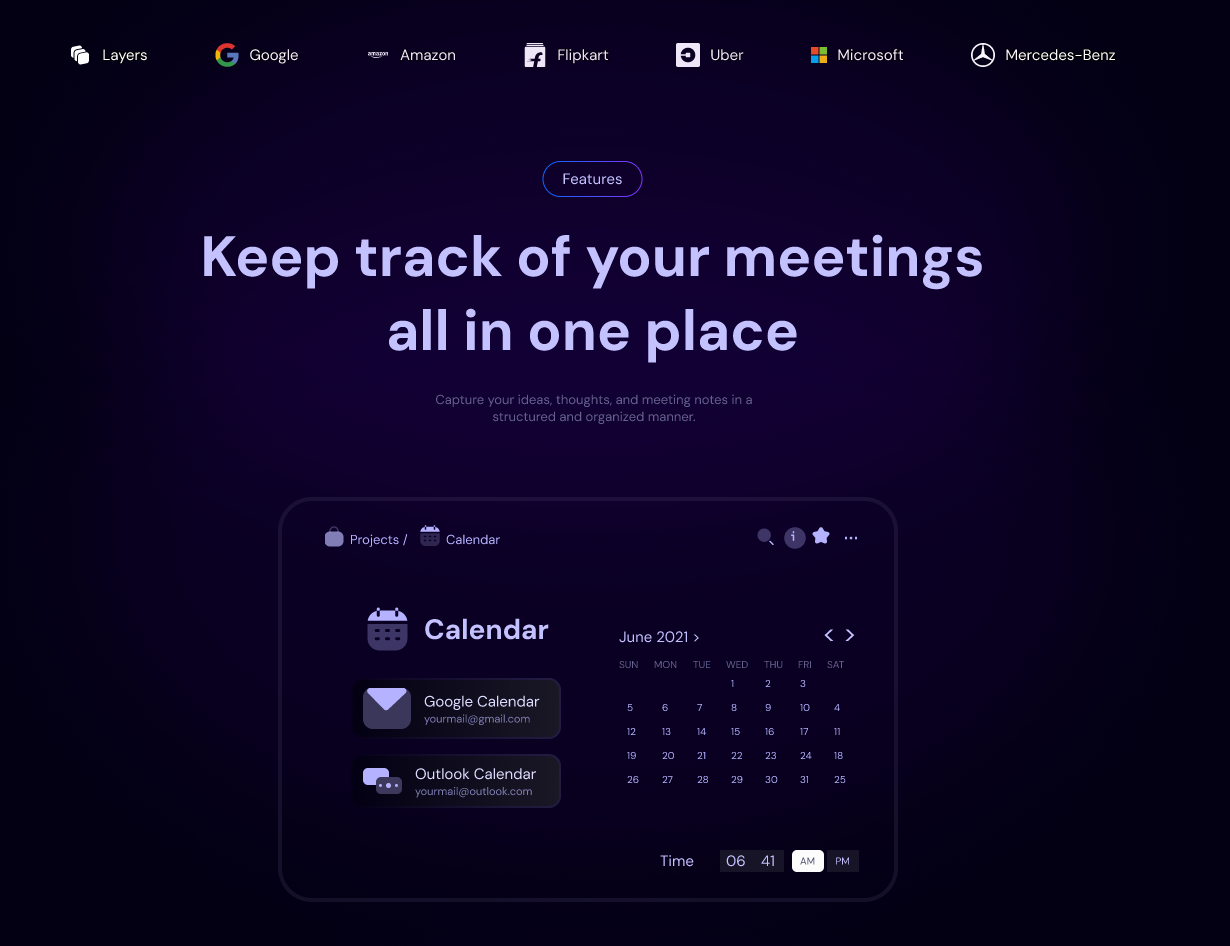 Layers Google amazon Amazon Flipkart Uber Microsoft Mercedes-Benz
Features
Keep track of your meetings
all in one place
Capture your ideas, thoughts, and meeting notes in a
structured and organized manner.
Projects / Calendar
Calendar
Google Calendar
yourmail@gmail.com
Outlook Calendar
yourmail@outlook.com
June 2021 > < >
SUN MON TUE WED THU FRI SAT
1 2 3
5 6 7 8 9 10 4
12 13 14 15 16 17 11
19 20 21 22 23 24 18
26 27 28 29 30 31 25
Time 06 41 AM PM